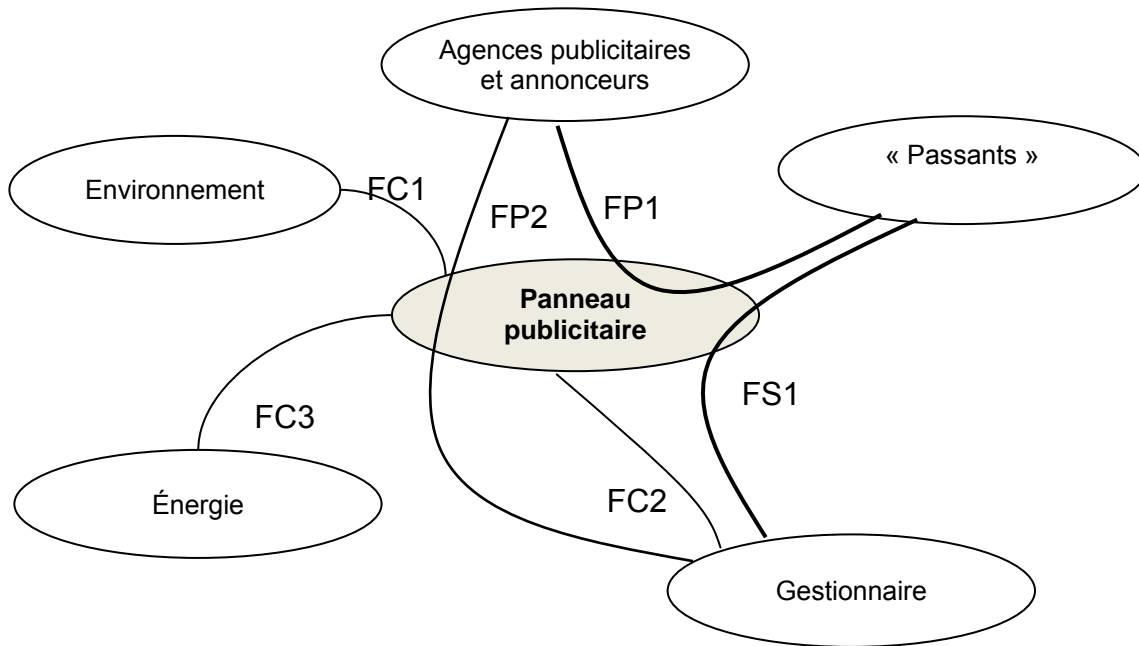 Agences publicitaires
et annonceurs
« Passants »
Environnement
FC1
FP2
FP1
Panneau
publicitaire
FS1
FC3
Énergie
FC2
Gestionnaire